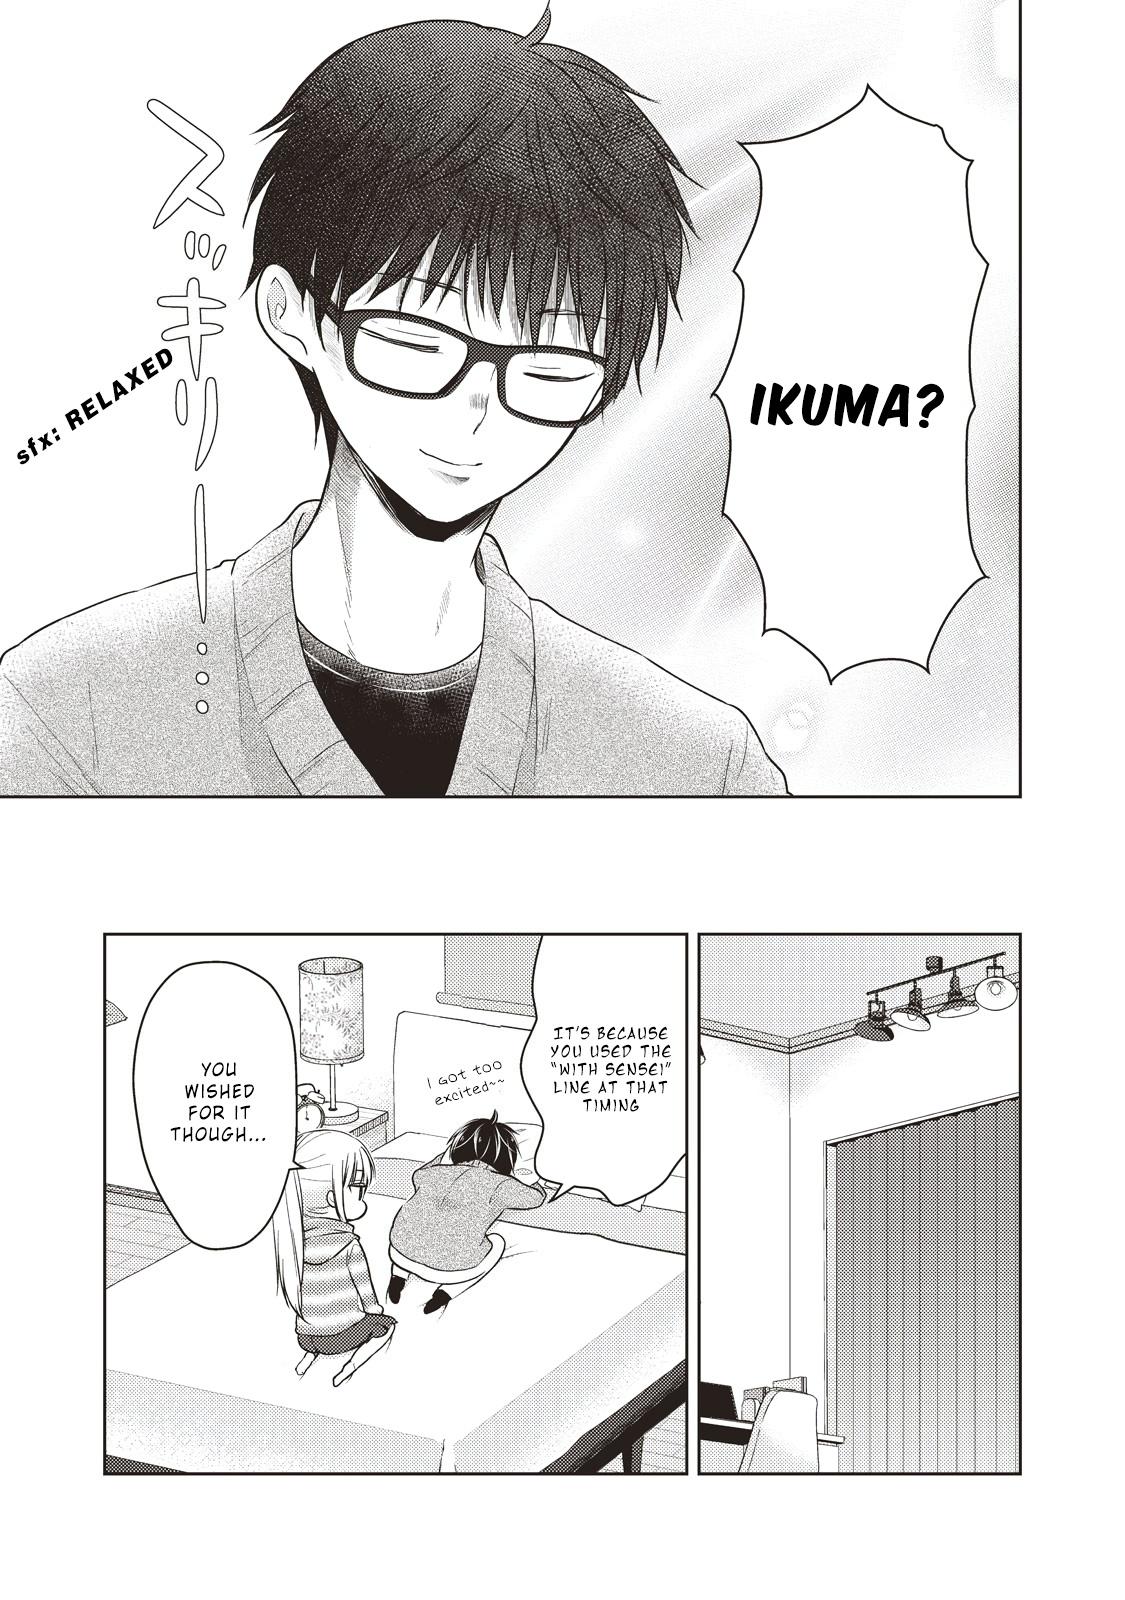 IKUMA?
スッキリー…
sfx: RELAXED
IT'S BECAUSE
YOU USED THE
"WITH SENSEI"
LINE AT THAT
TIMING
I GOT TOO
excited~~
YOU
WISHED
FOR IT
THOUGH...